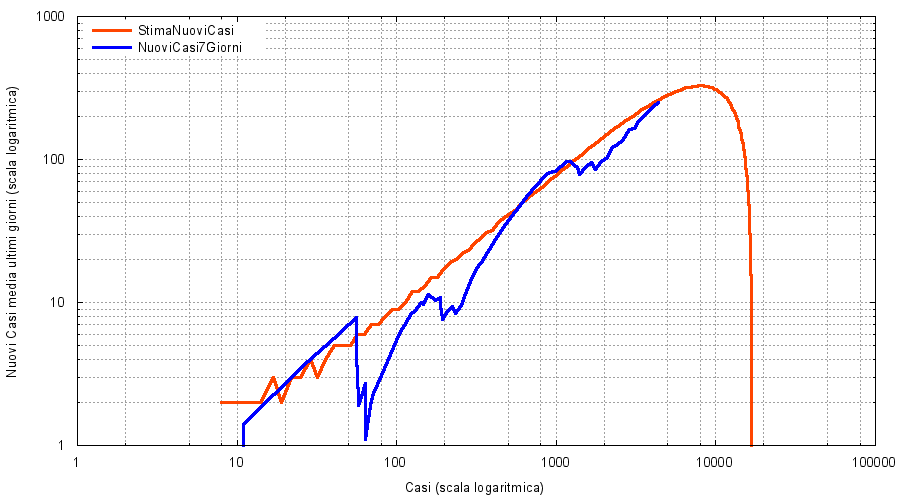 1000
StimaNuoviCasi
NuoviCasi7Giorni
100
10
1
Nuovi Casi media ultimi giorni (scala logaritmica)
1 10 100 1000 10000 100000
Casi (scala logaritmica)